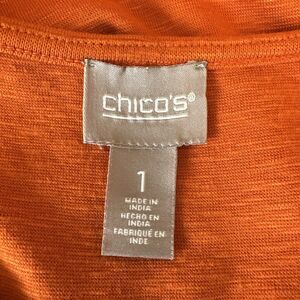 chico's®
1
MADE IN
INDIA
HECHO EN
INDIA
FABRIQUÉ EN
INDE